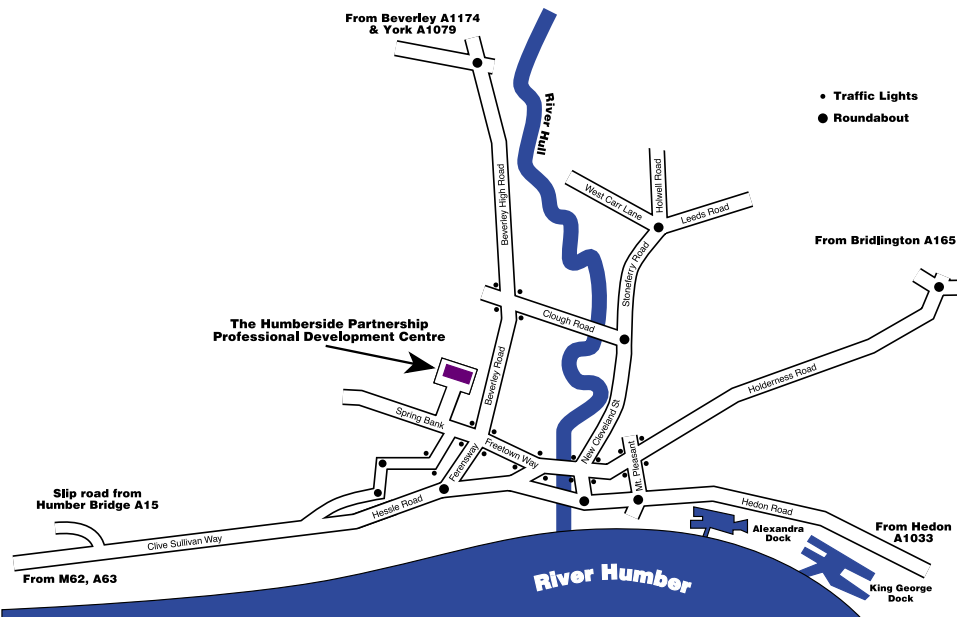 From Beverley A1174
& York A1079
River Hull
Traffic Lights
Roundabout
Holwell Road
West Carr Lane
Leeds Road
Beverley High Road
Stoneferry Road
From Bridlington A165
Clough Road
The Humberside Partnership
Professional Development Centre
Beverley Road
Holderness Road
Spring Bank
New Cleveland St
Freetown Way
Mt. Pleasant
Ferensway
Slip road from
Humber Bridge A15
Hessle Road
Hedon Road
Clive Sullivan Way
Alexandra
Dock
From Hedon
A1033
From M62, A63
River Humber
King George
Dock